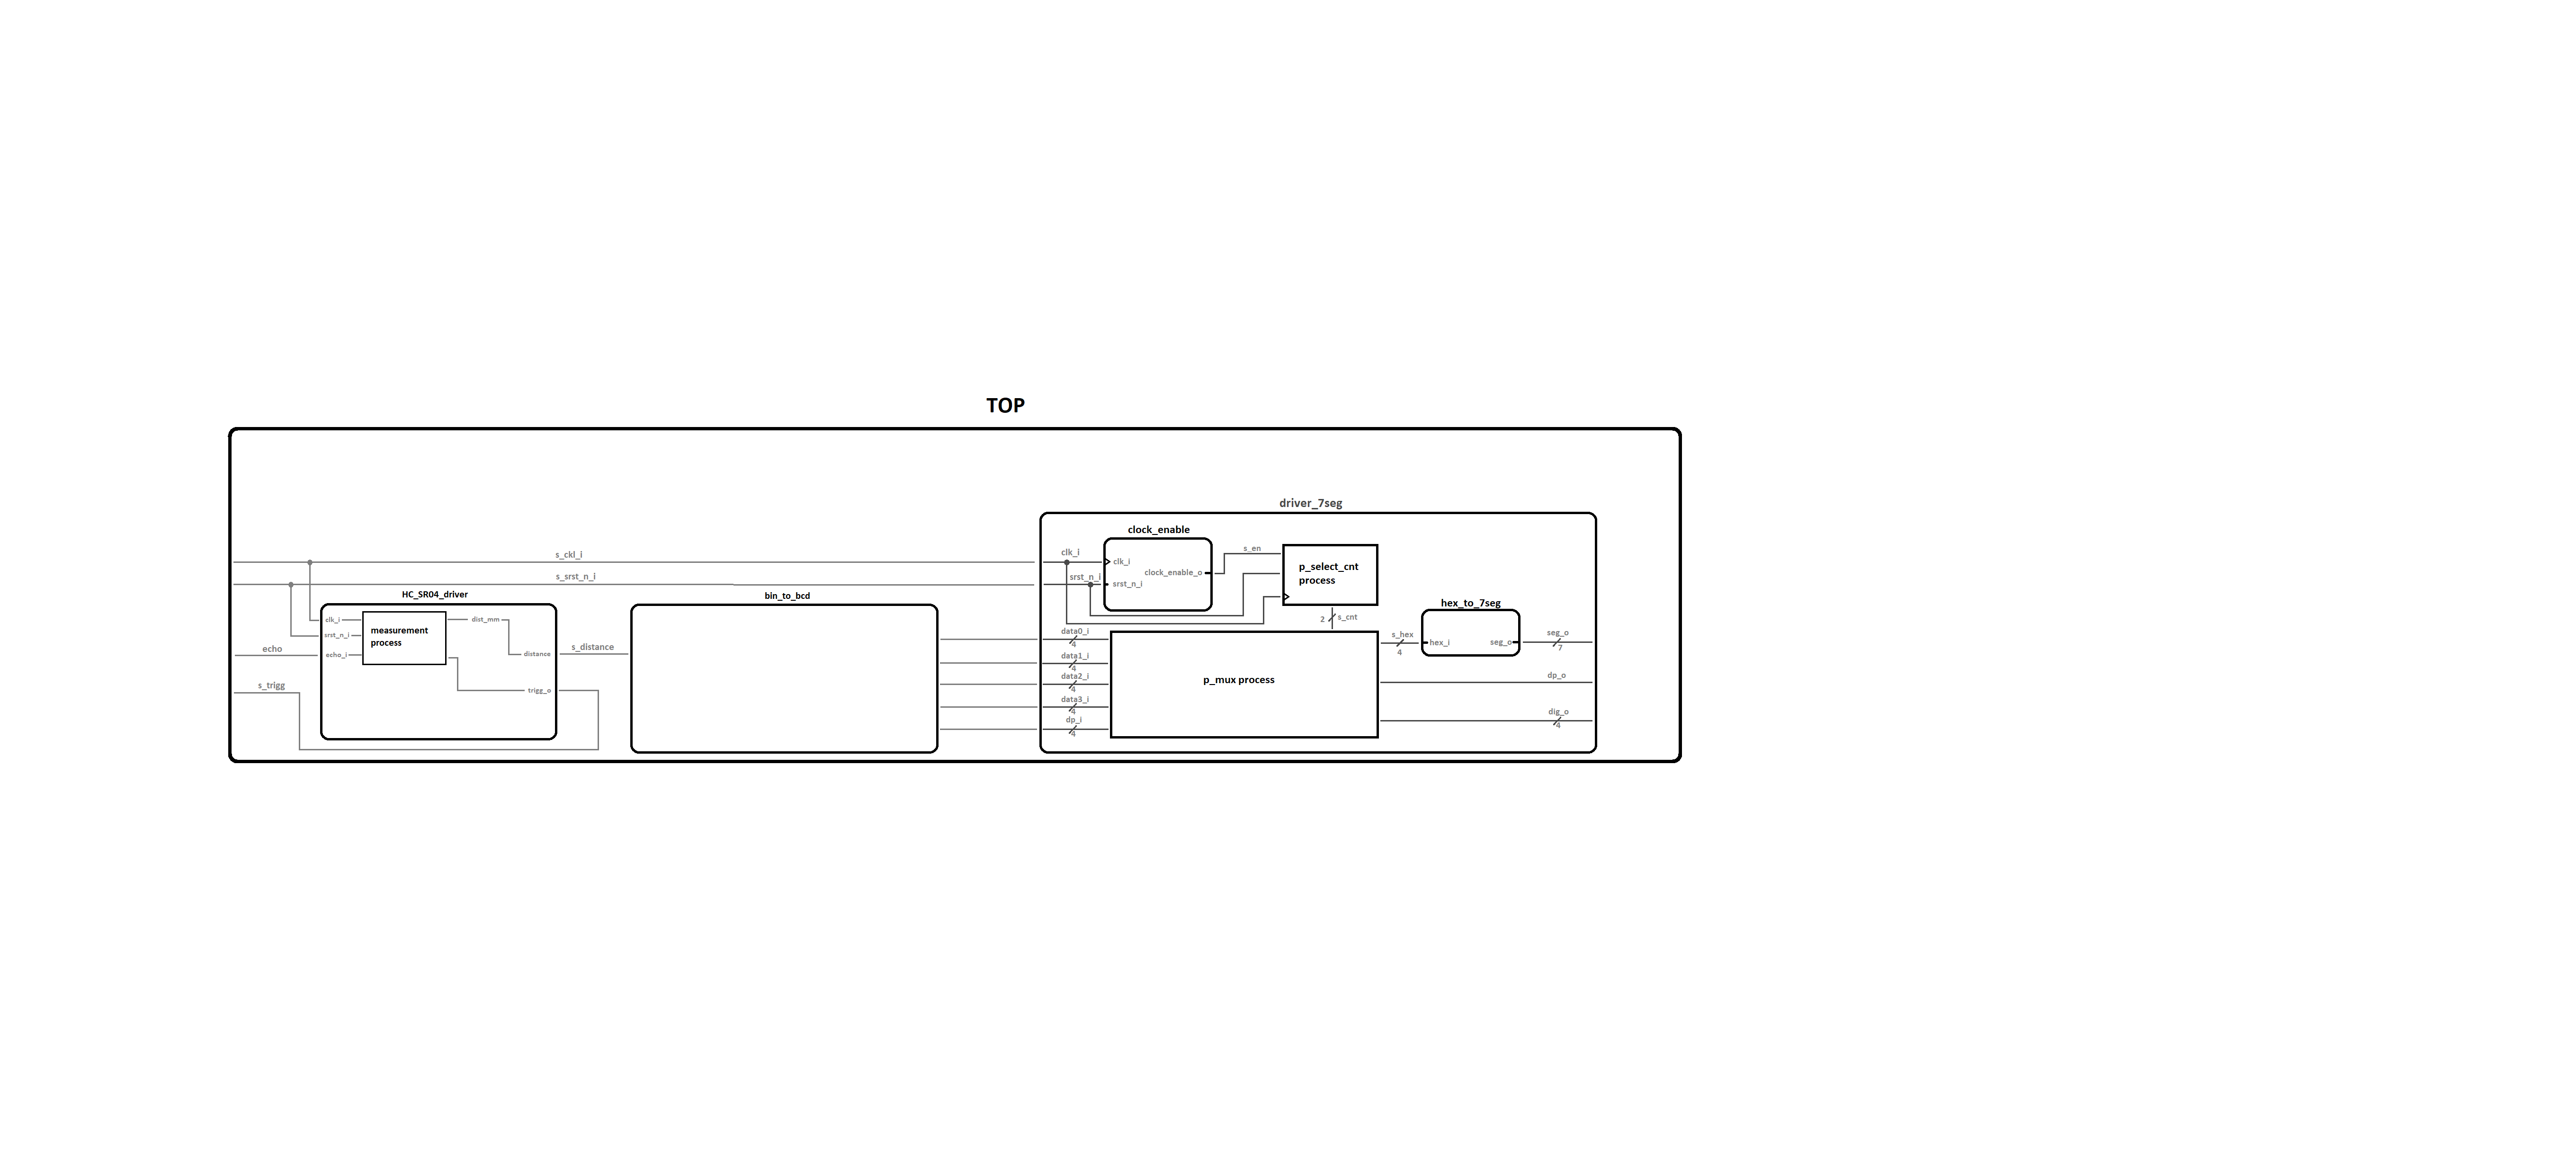 TOP
driver_7seg
clock_enable
s_ckl_i
clk_i
clk_i
s_en
clock_enable_o
p_select_cnt
process
s_srst_n_i
srst_n_i
srst_n_i
HC_SR04_driver
bin_to_bcd
hex_to_7seg
clk_i
dist_mm
2
s_cnt
measurement
process
srst_n_i
data0_i
4
s_hex
4
hex_i
seg_o
seg_o
7
echo
echo_i
distance
s_distance
data1_i
4
data2_i
4
p_mux process
dp_o
s_trigg
trigg_o
data3_i
4
dig_o
4
dp_i
4